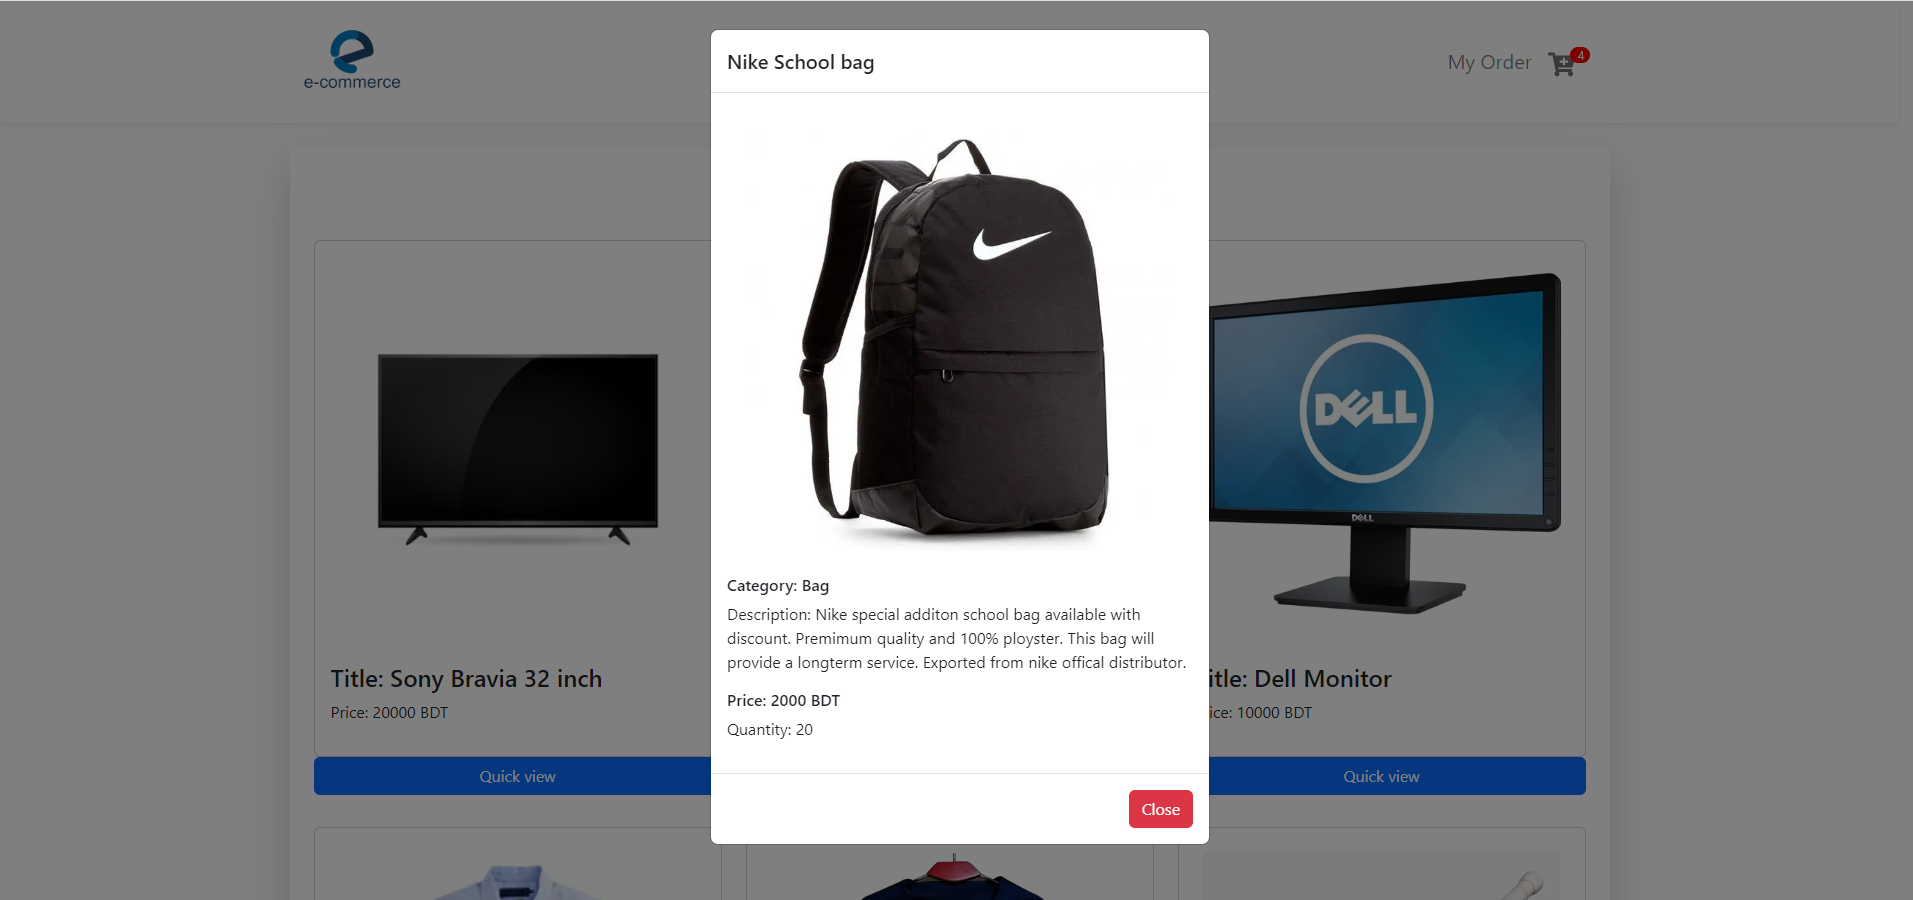 e-commerce
My Order
4
Nike School bag
DELL
DELL
Category: Bag
Description: Nike special additon school bag available with
discount. Premimum quality and 100% ployster. This bag will
provide a longterm service. Exported from nike offical distributor.
Price: 2000 BDT
Quantity: 20
Close
Title: Sony Bravia 32 inch
Price: 20000 BDT
Quick view
itle: Dell Monitor
ice: 10000 BDT
Quick view